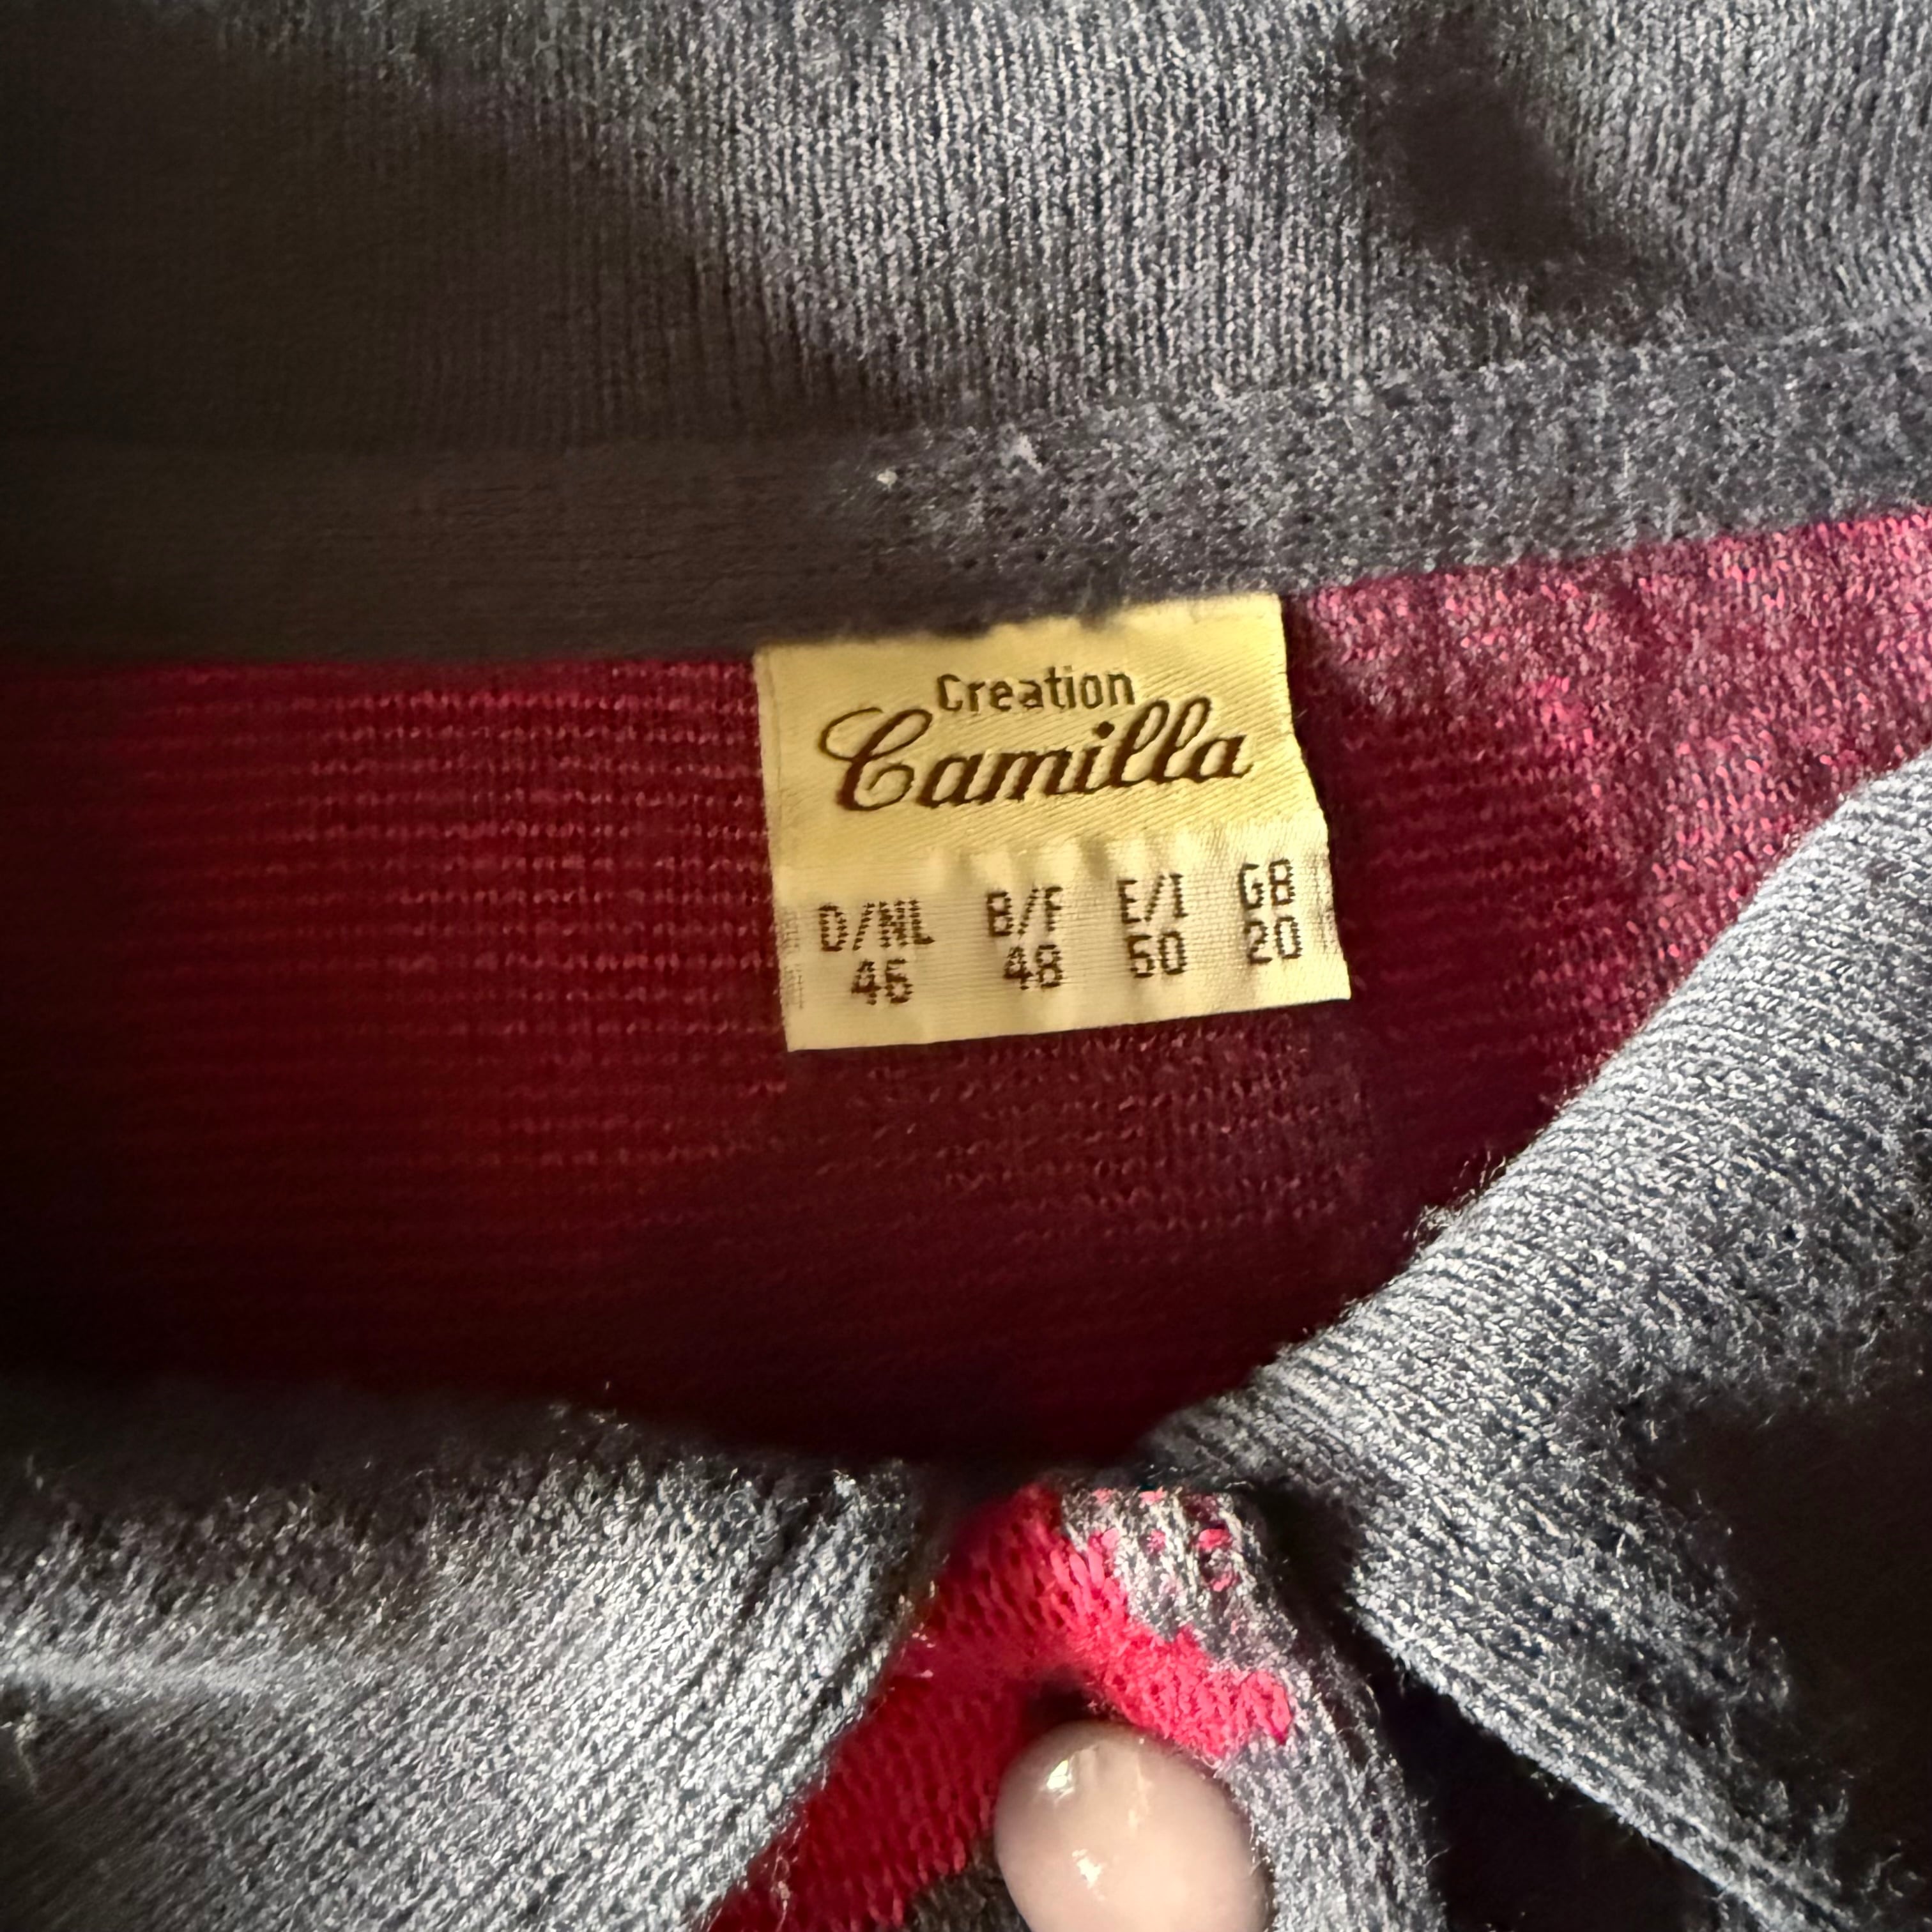 Creation
Camilla
D/NL B/F E/I GB
46 48 50 20